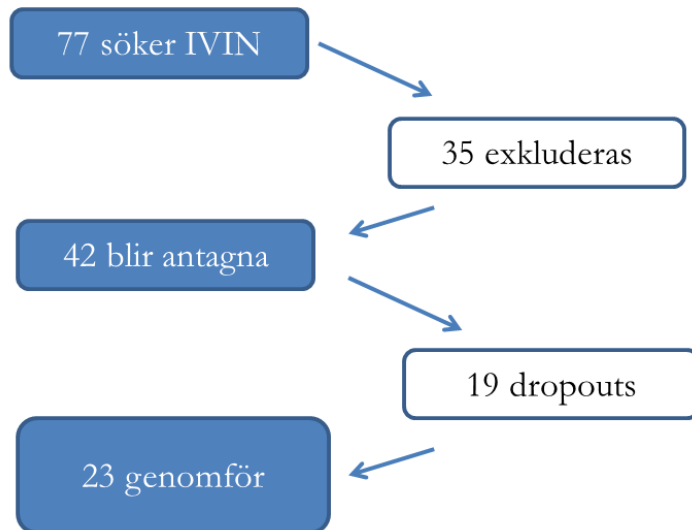 77 söker IVIN
35 exkluderas
42 blir antagna
19 dropouts
23 genomför